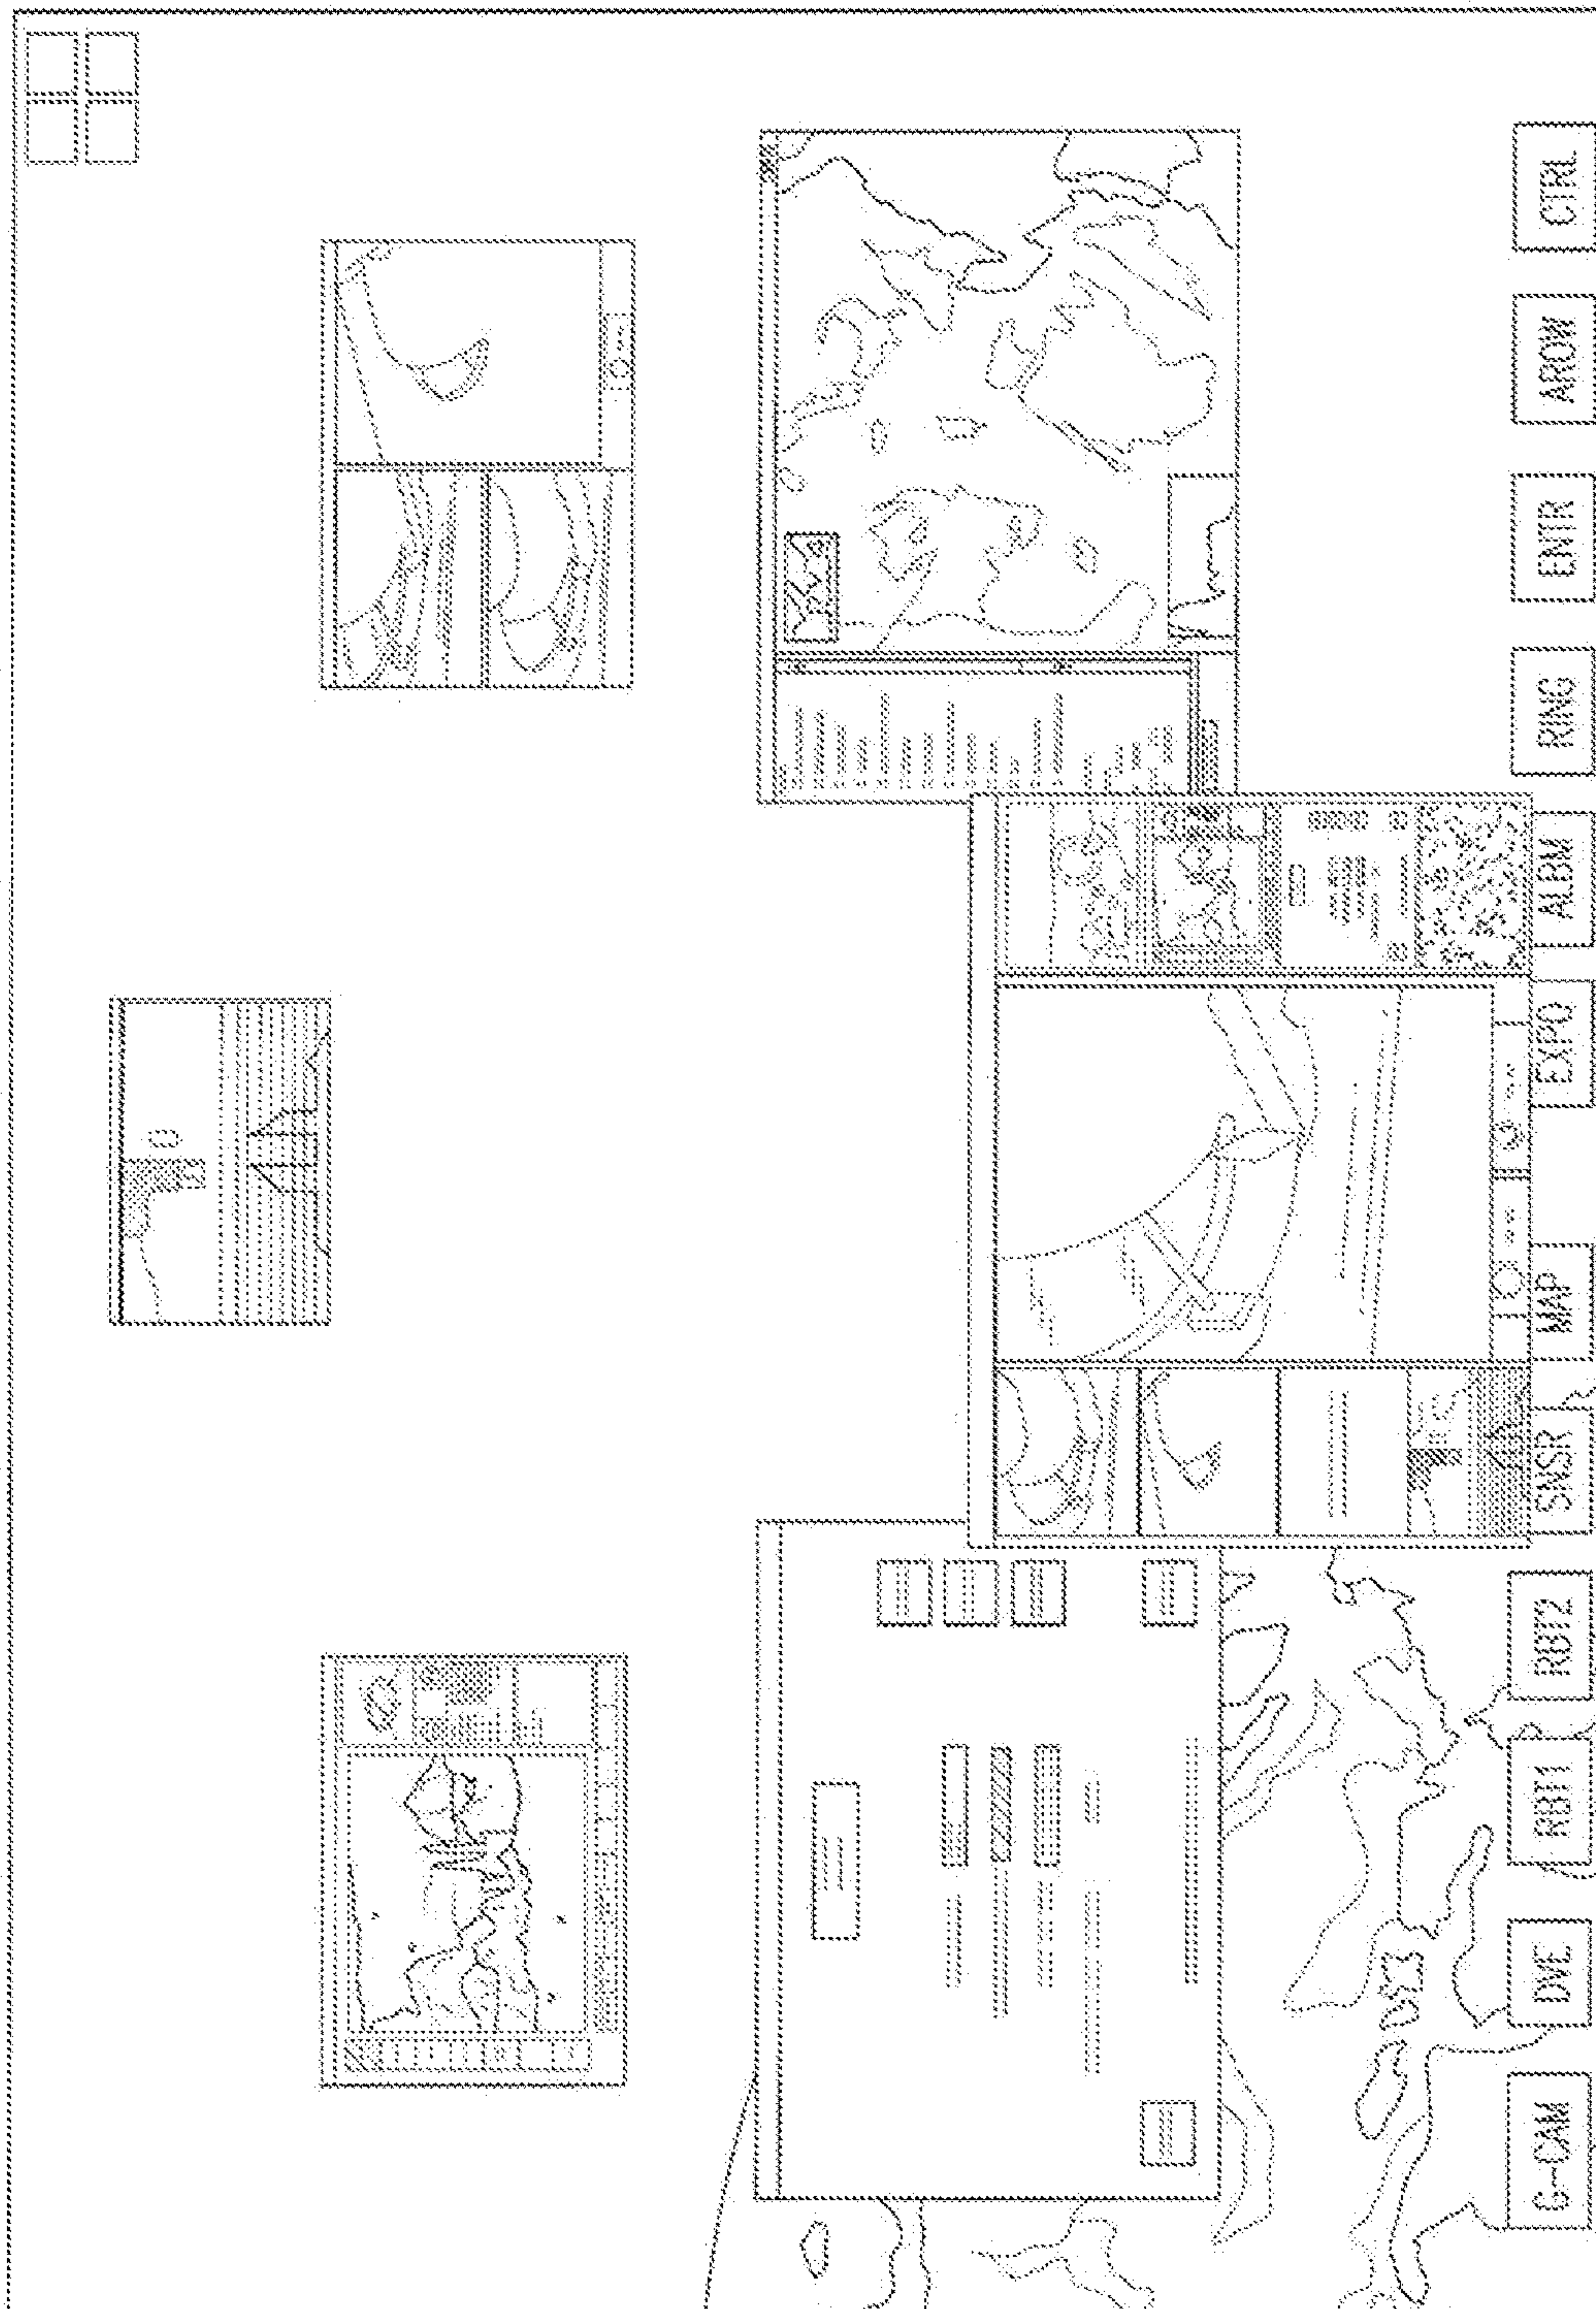 G-CAM
DVE
RBT1
RBT2
SNSR
MAP
EXPO
ALBM
RING
ENTR
AROW
CTRL